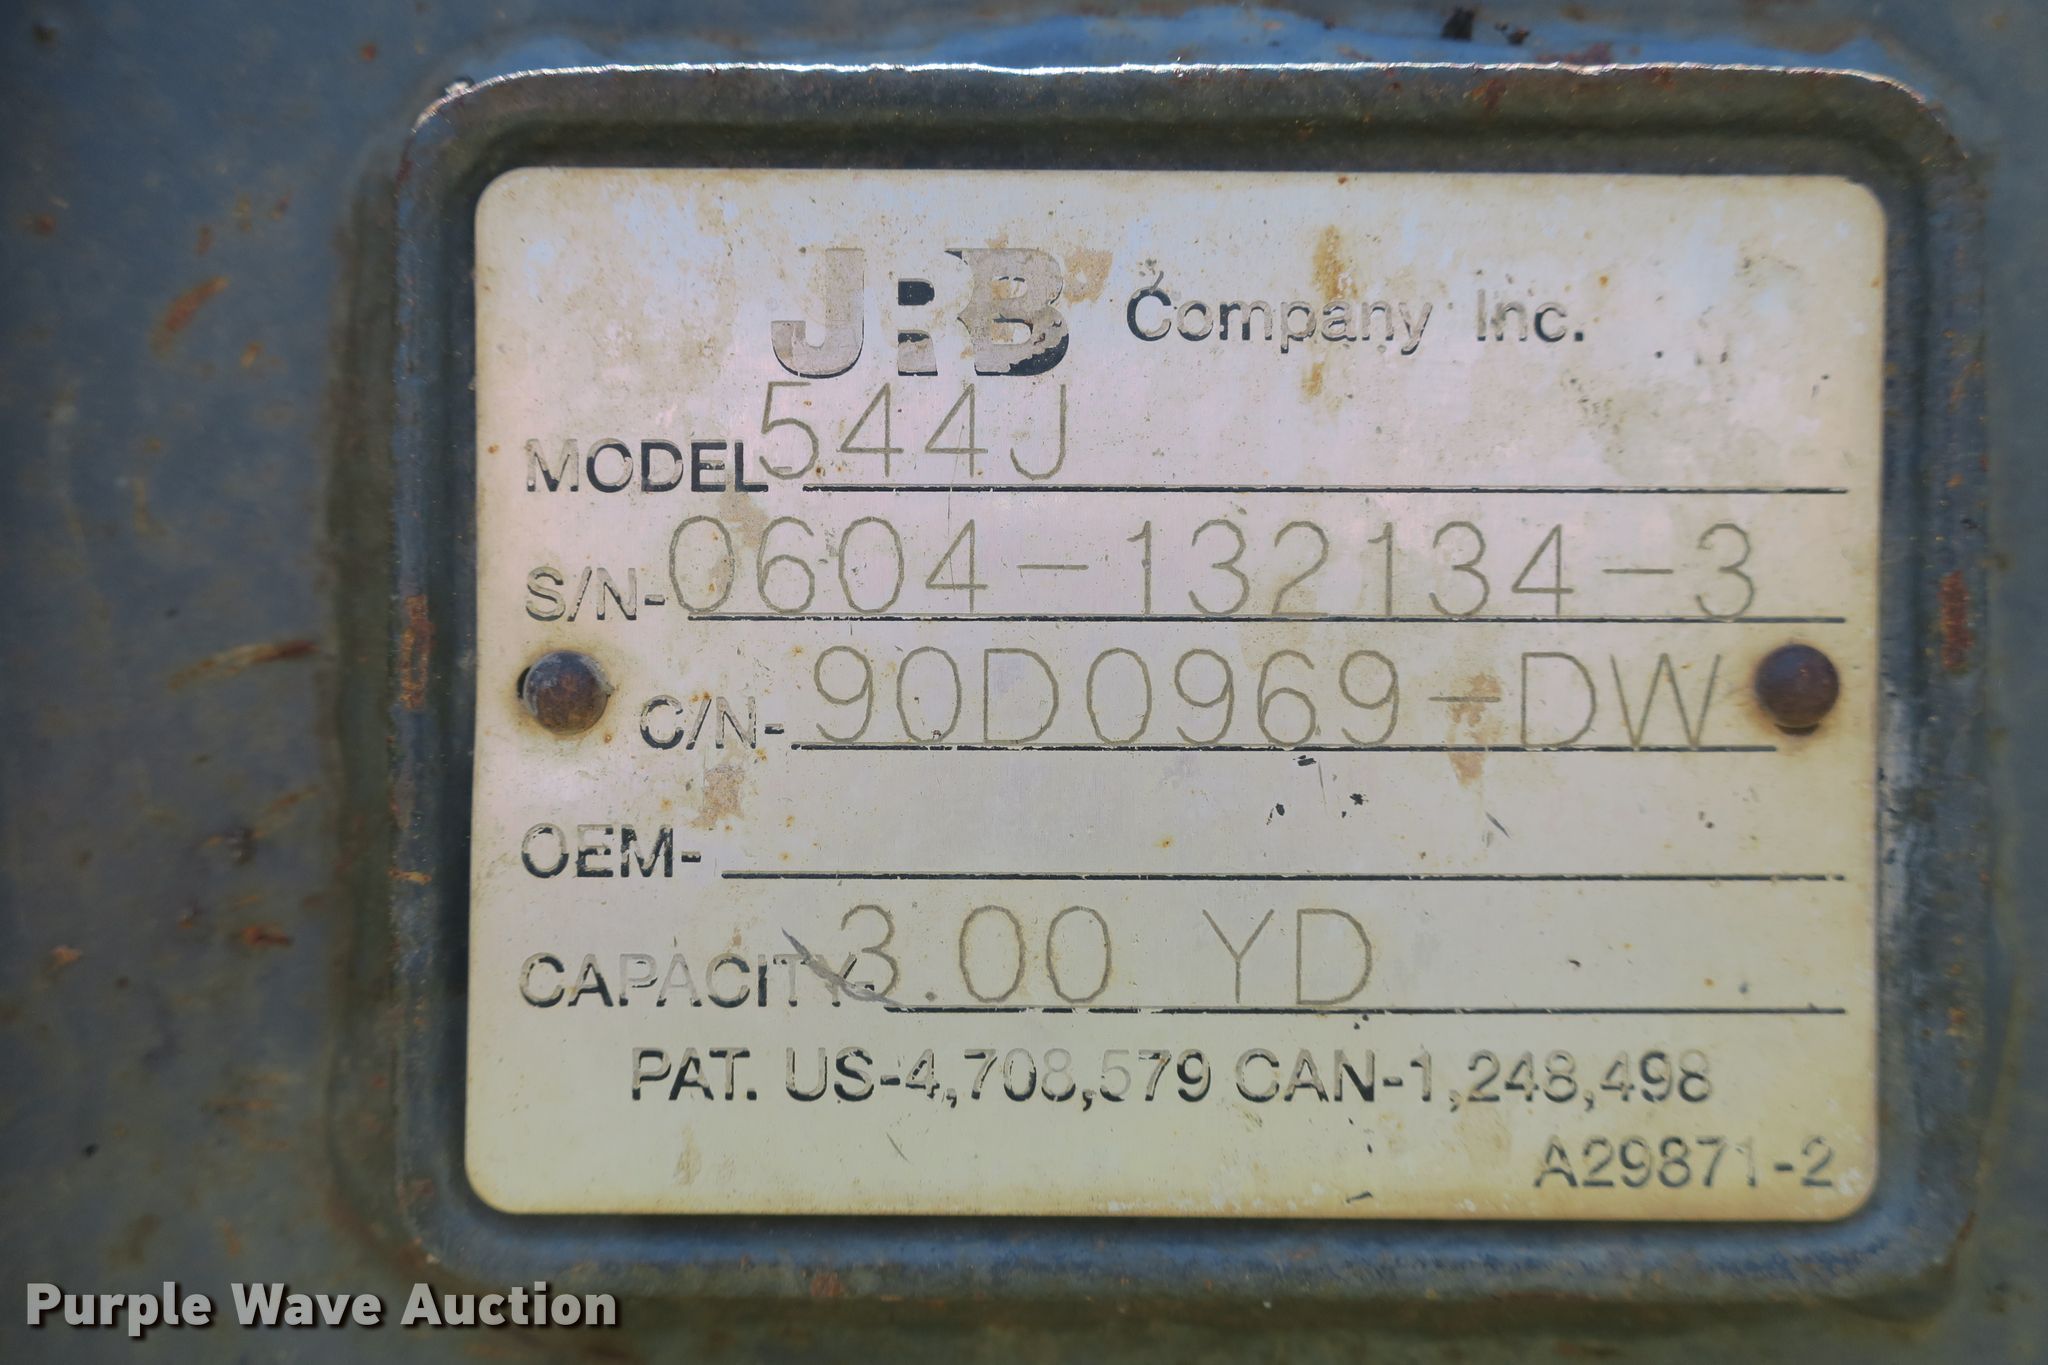 JRB Company Inc.
MODEL 544J
S/N- 0604-132134-3
C/N- 90D0969-DW
OEM-
CAPACITY- 3.00 YD
PAT. US-4,708,579 CAN-1,248,498
A29871-2
Purple Wave Auction